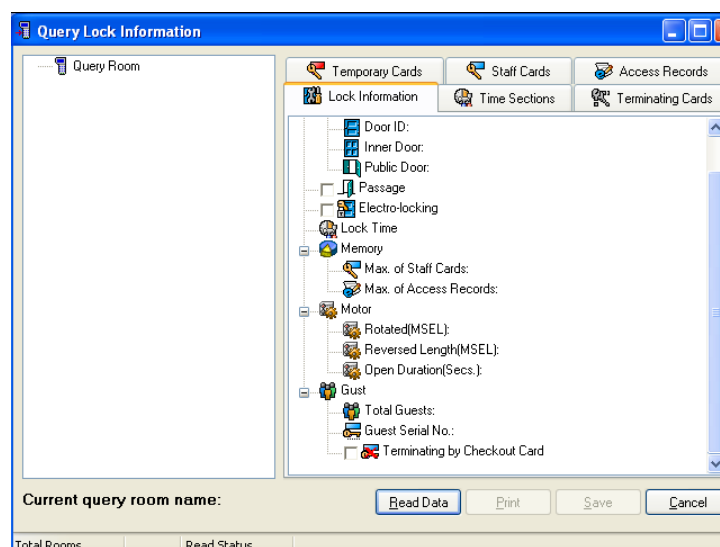 Query Lock Information
Query Room
Temporary Cards
Staff Cards
Access Records
Lock Information
Time Sections
Terminating Cards
Door ID:
Inner Door:
Public Door:
Passage
Electro-locking
Lock Time
Memory
Max. of Staff Cards:
Max. of Access Records:
Motor
Rotated(MSEL):
Reversed Length(MSEL):
Open Duration(Secs.):
Gust
Total Guests:
Guest Serial No.:
Terminating by Checkout Card
Current query room name:
Read Data
Print
Save
Cancel
Total Rooms
Read Status